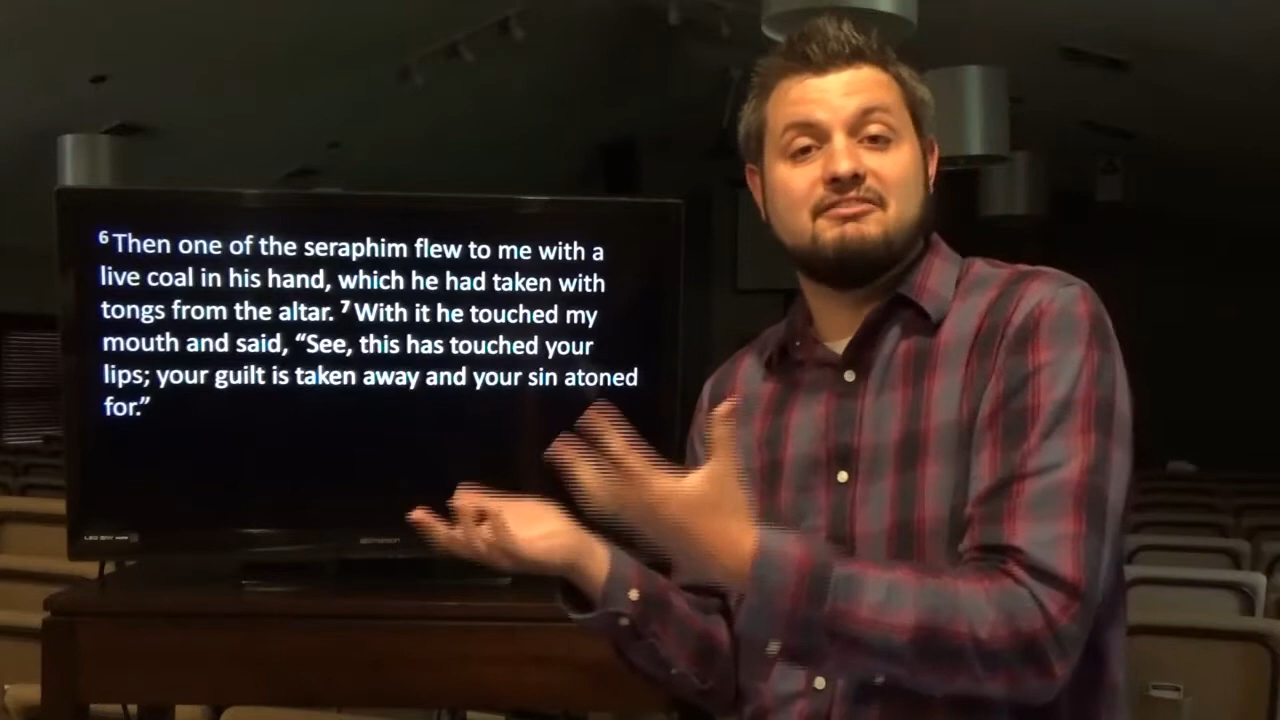 ⁶ Then one of the seraphim flew to me with a
live coal in his hand, which he had taken with
tongs from the altar. ⁷ With it he touched my
mouth and said, “See, this has touched your
lips; your guilt is taken away and your sin atoned
for.”